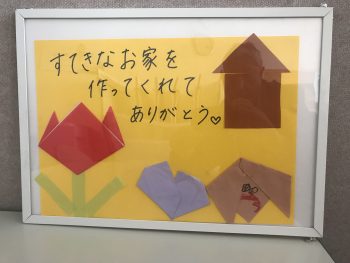 すてきなお家を
作ってくれて
ありがとう♡